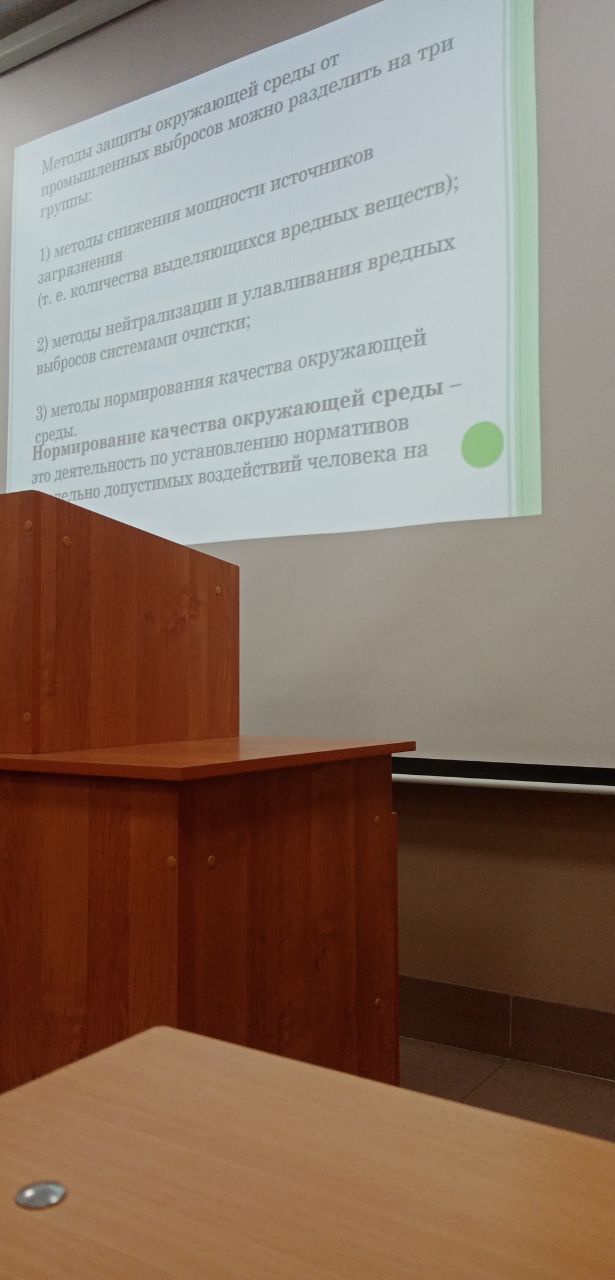 Методы защиты окружающей среды от
промышленных выбросов можно разделить на три
группы:
1) методы снижения мощности источников
загрязнения
(т. е. количества выделяющихся вредных веществ);
2) методы нейтрализации и улавливания вредных
выбросов системами очистки;
3) методы нормирования качества окружающей
среды.
Нормирование качества окружающей среды –
это деятельность по установлению нормативов
допустимых воздействий человека на